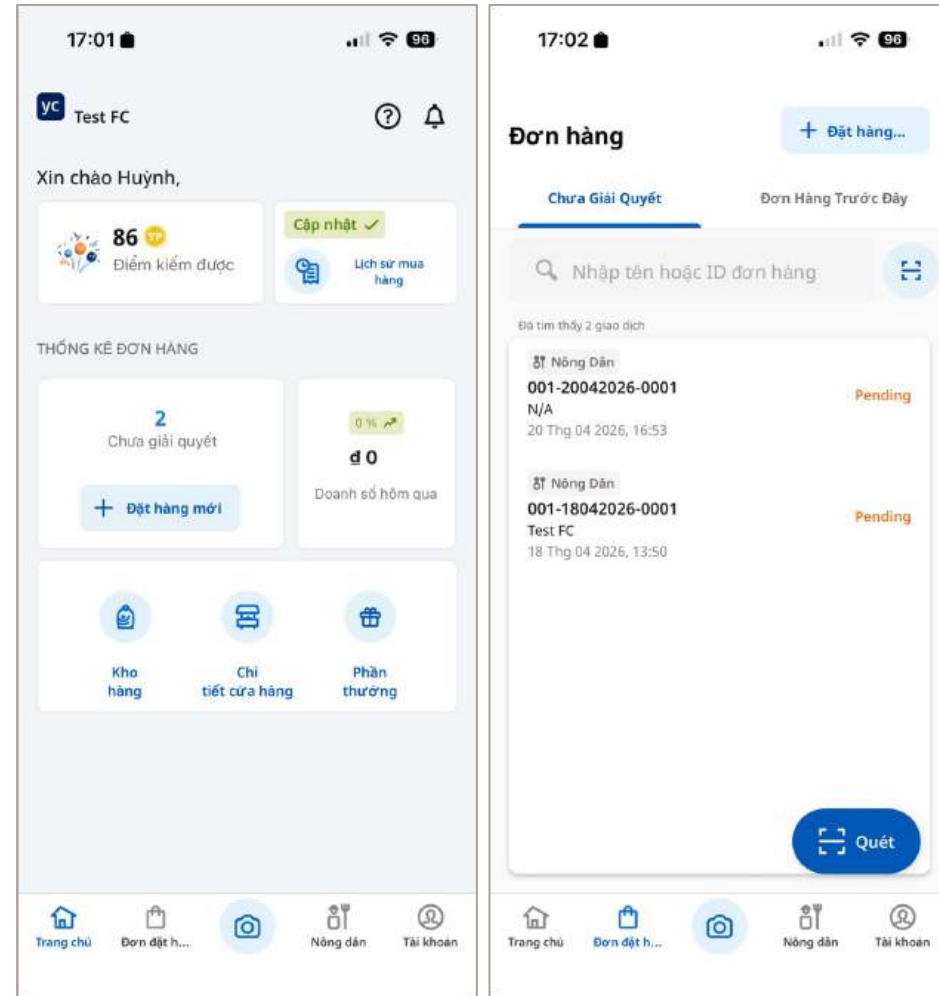 17:01
96
yc Test FC
Xin chào Huỳnh,
86 YP
Điểm kiếm được
Cập nhật
Lịch sử mua
hàng
THỐNG KÊ ĐƠN HÀNG
2
Chưa giải quyết
+ Đặt hàng mới
0 %
₫ 0
Doanh số hôm qua
Kho
hàng
Chi
tiết cửa hàng
Phần
thưởng
Trang chủ
Đơn đặt h...
Nông dân
Tài khoản
17:02
96
Đơn hàng
+ Đặt hàng...
Chưa Giải Quyết
Đơn Hàng Trước Đây
Nhập tên hoặc ID đơn hàng
Đã tìm thấy 2 giao dịch
Nông Dân
001-20042026-0001
Pending
N/A
20 Thg 04 2026, 16:53
Nông Dân
001-18042026-0001
Pending
Test FC
18 Thg 04 2026, 13:50
Quét
Trang chủ
Đơn đặt h...
Nông dân
Tài khoản